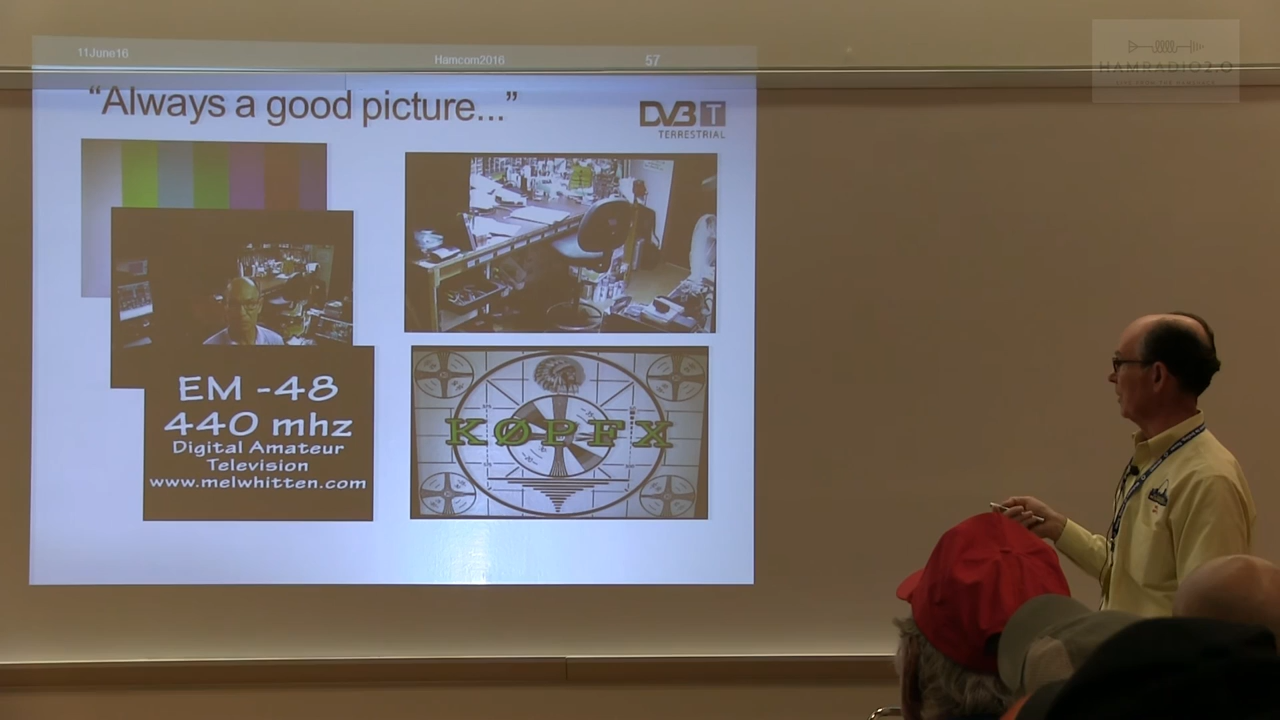 11June16
Hamcom2016
57
“Always a good picture...”
DVB T
TERRESTRIAL
EM -48
440 mhz
Digital Amateur
Television
www.melwhitten.com
KØPFX
HAMRADIO2.0